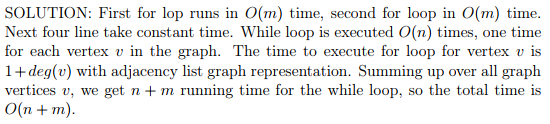 SOLUTION: First for lop runs in O(m) time, second for loop in O(m) time.
Next four line take constant time. While loop is executed O(n) times, one time
for each vertex v in the graph. The time to execute for loop for vertex v is
1+deg(v) with adjacency list graph representation. Summing up over all graph
vertices v, we get n + m running time for the while loop, so the total time is
O(n + m).